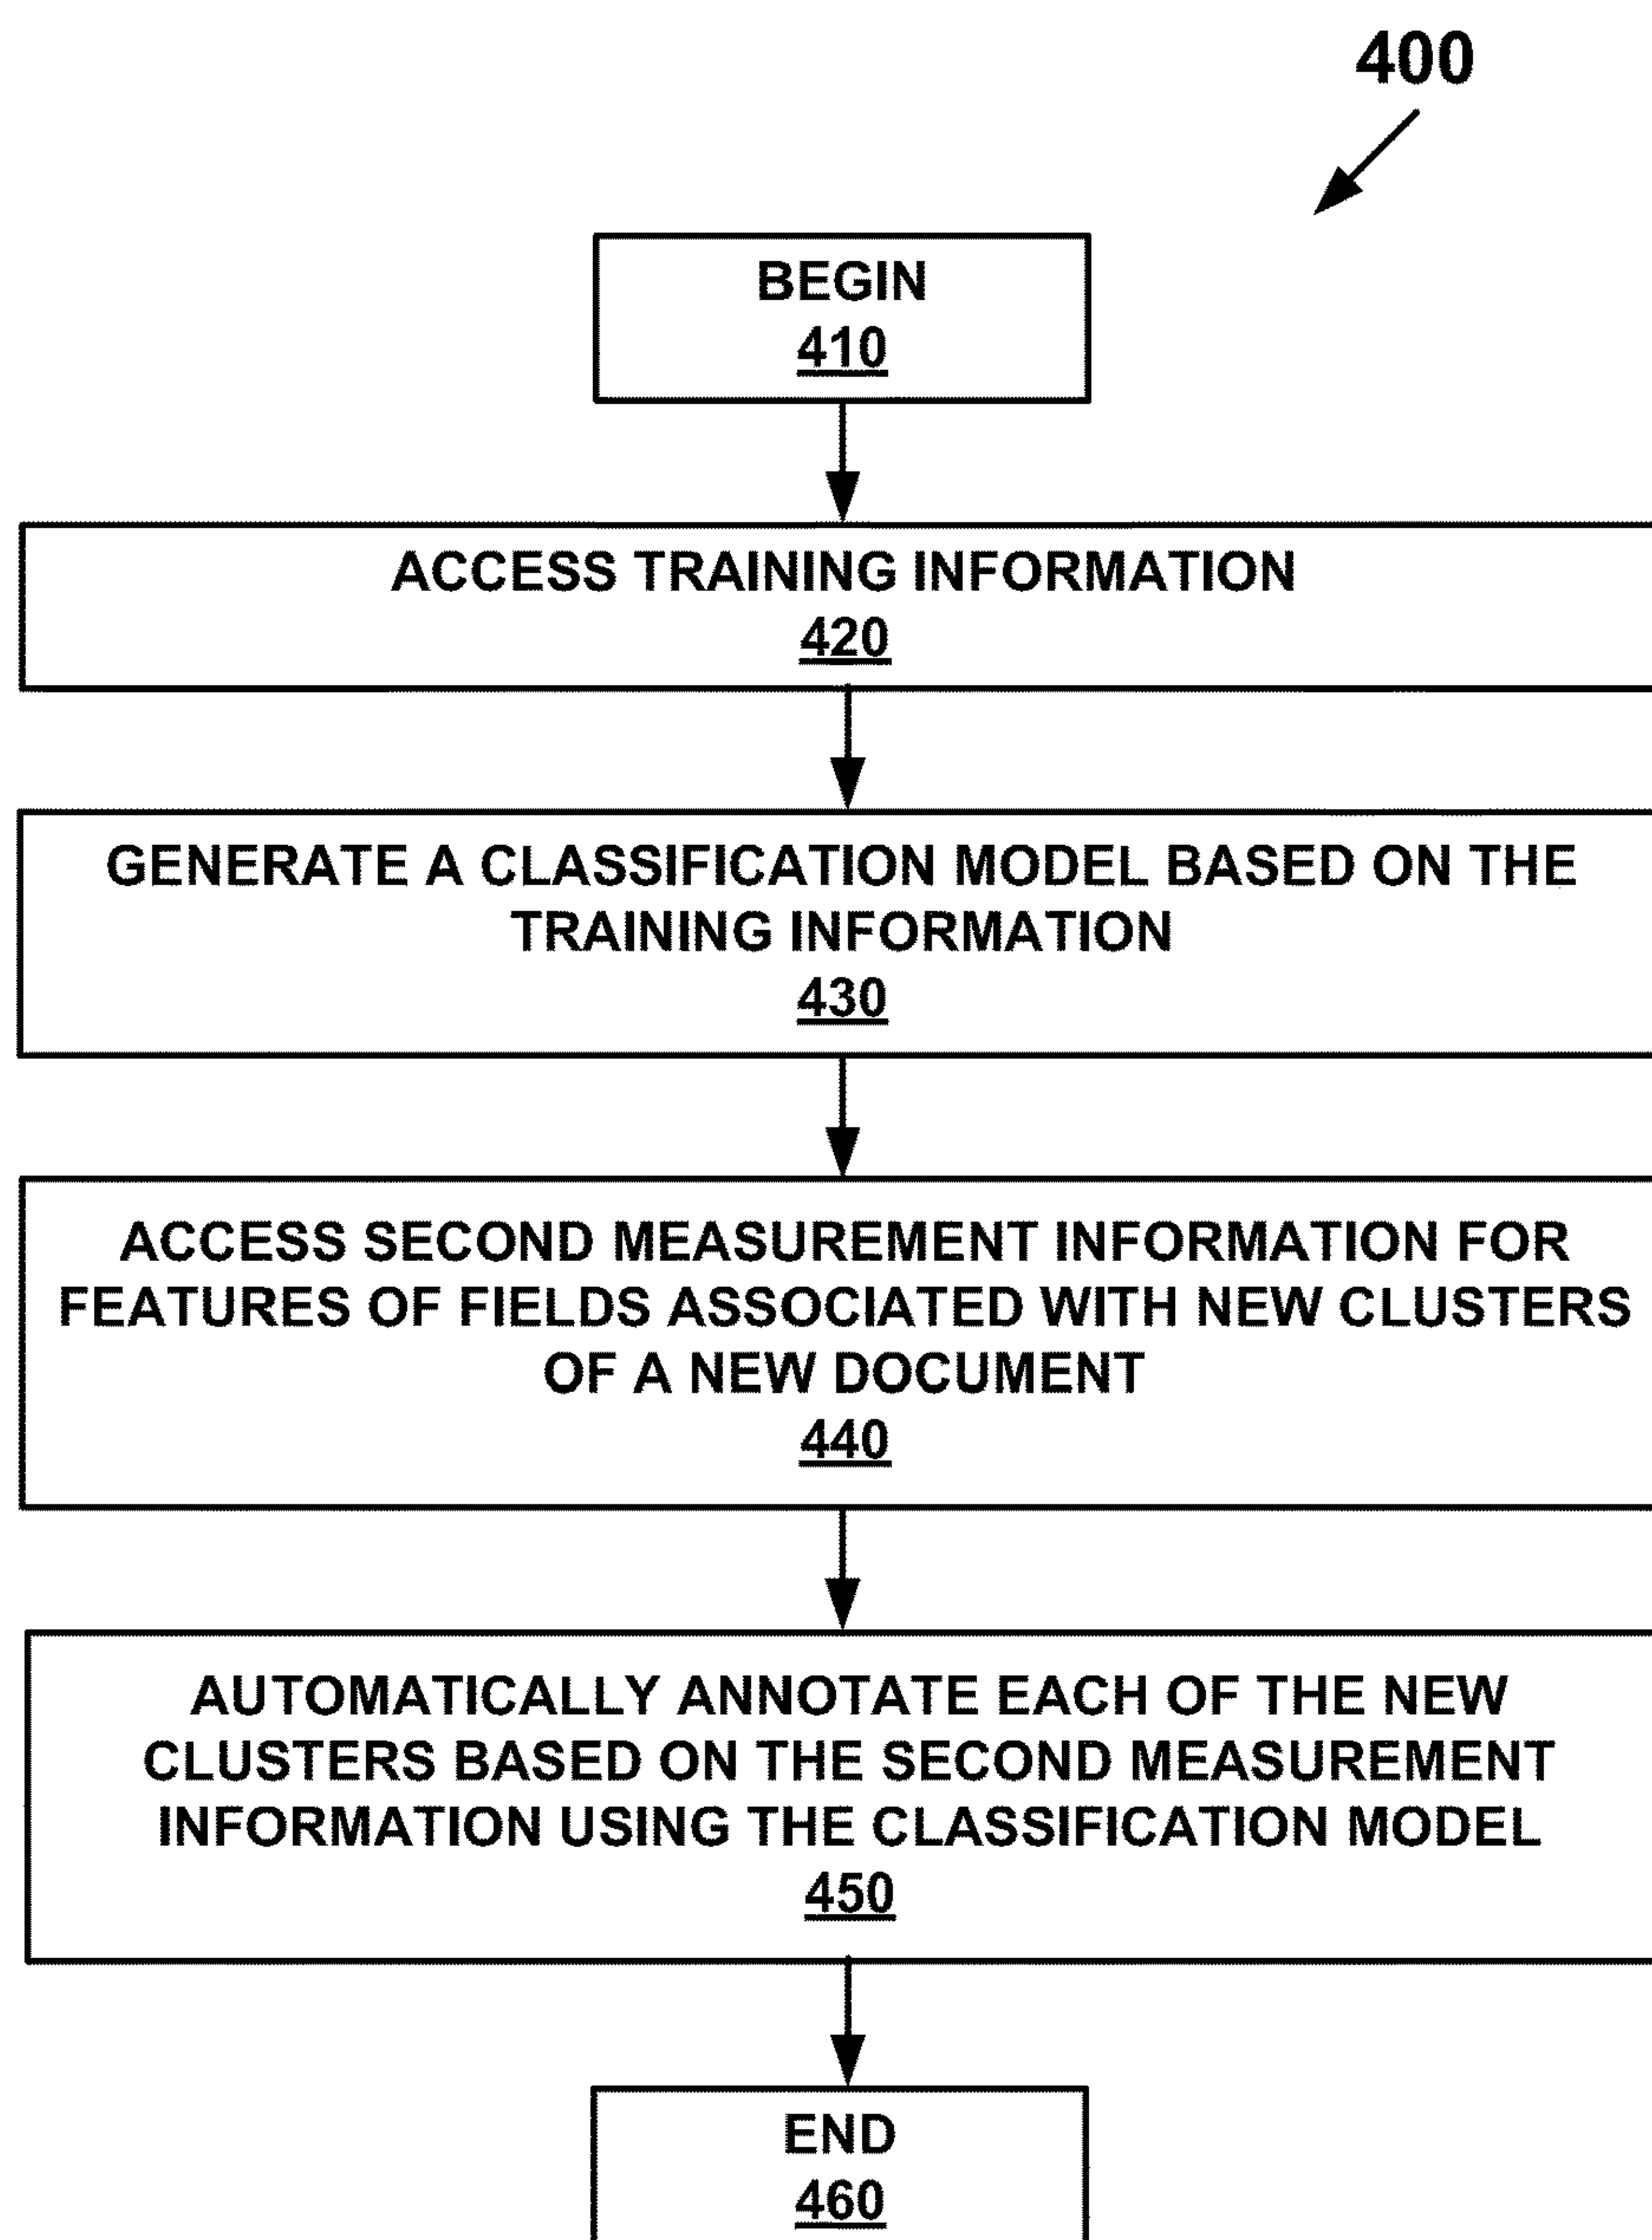 400
BEGIN
410
ACCESS TRAINING INFORMATION
420
GENERATE A CLASSIFICATION MODEL BASED ON THE
TRAINING INFORMATION
430
ACCESS SECOND MEASUREMENT INFORMATION FOR
FEATURES OF FIELDS ASSOCIATED WITH NEW CLUSTERS
OF A NEW DOCUMENT
440
AUTOMATICALLY ANNOTATE EACH OF THE NEW
CLUSTERS BASED ON THE SECOND MEASUREMENT
INFORMATION USING THE CLASSIFICATION MODEL
450
END
460